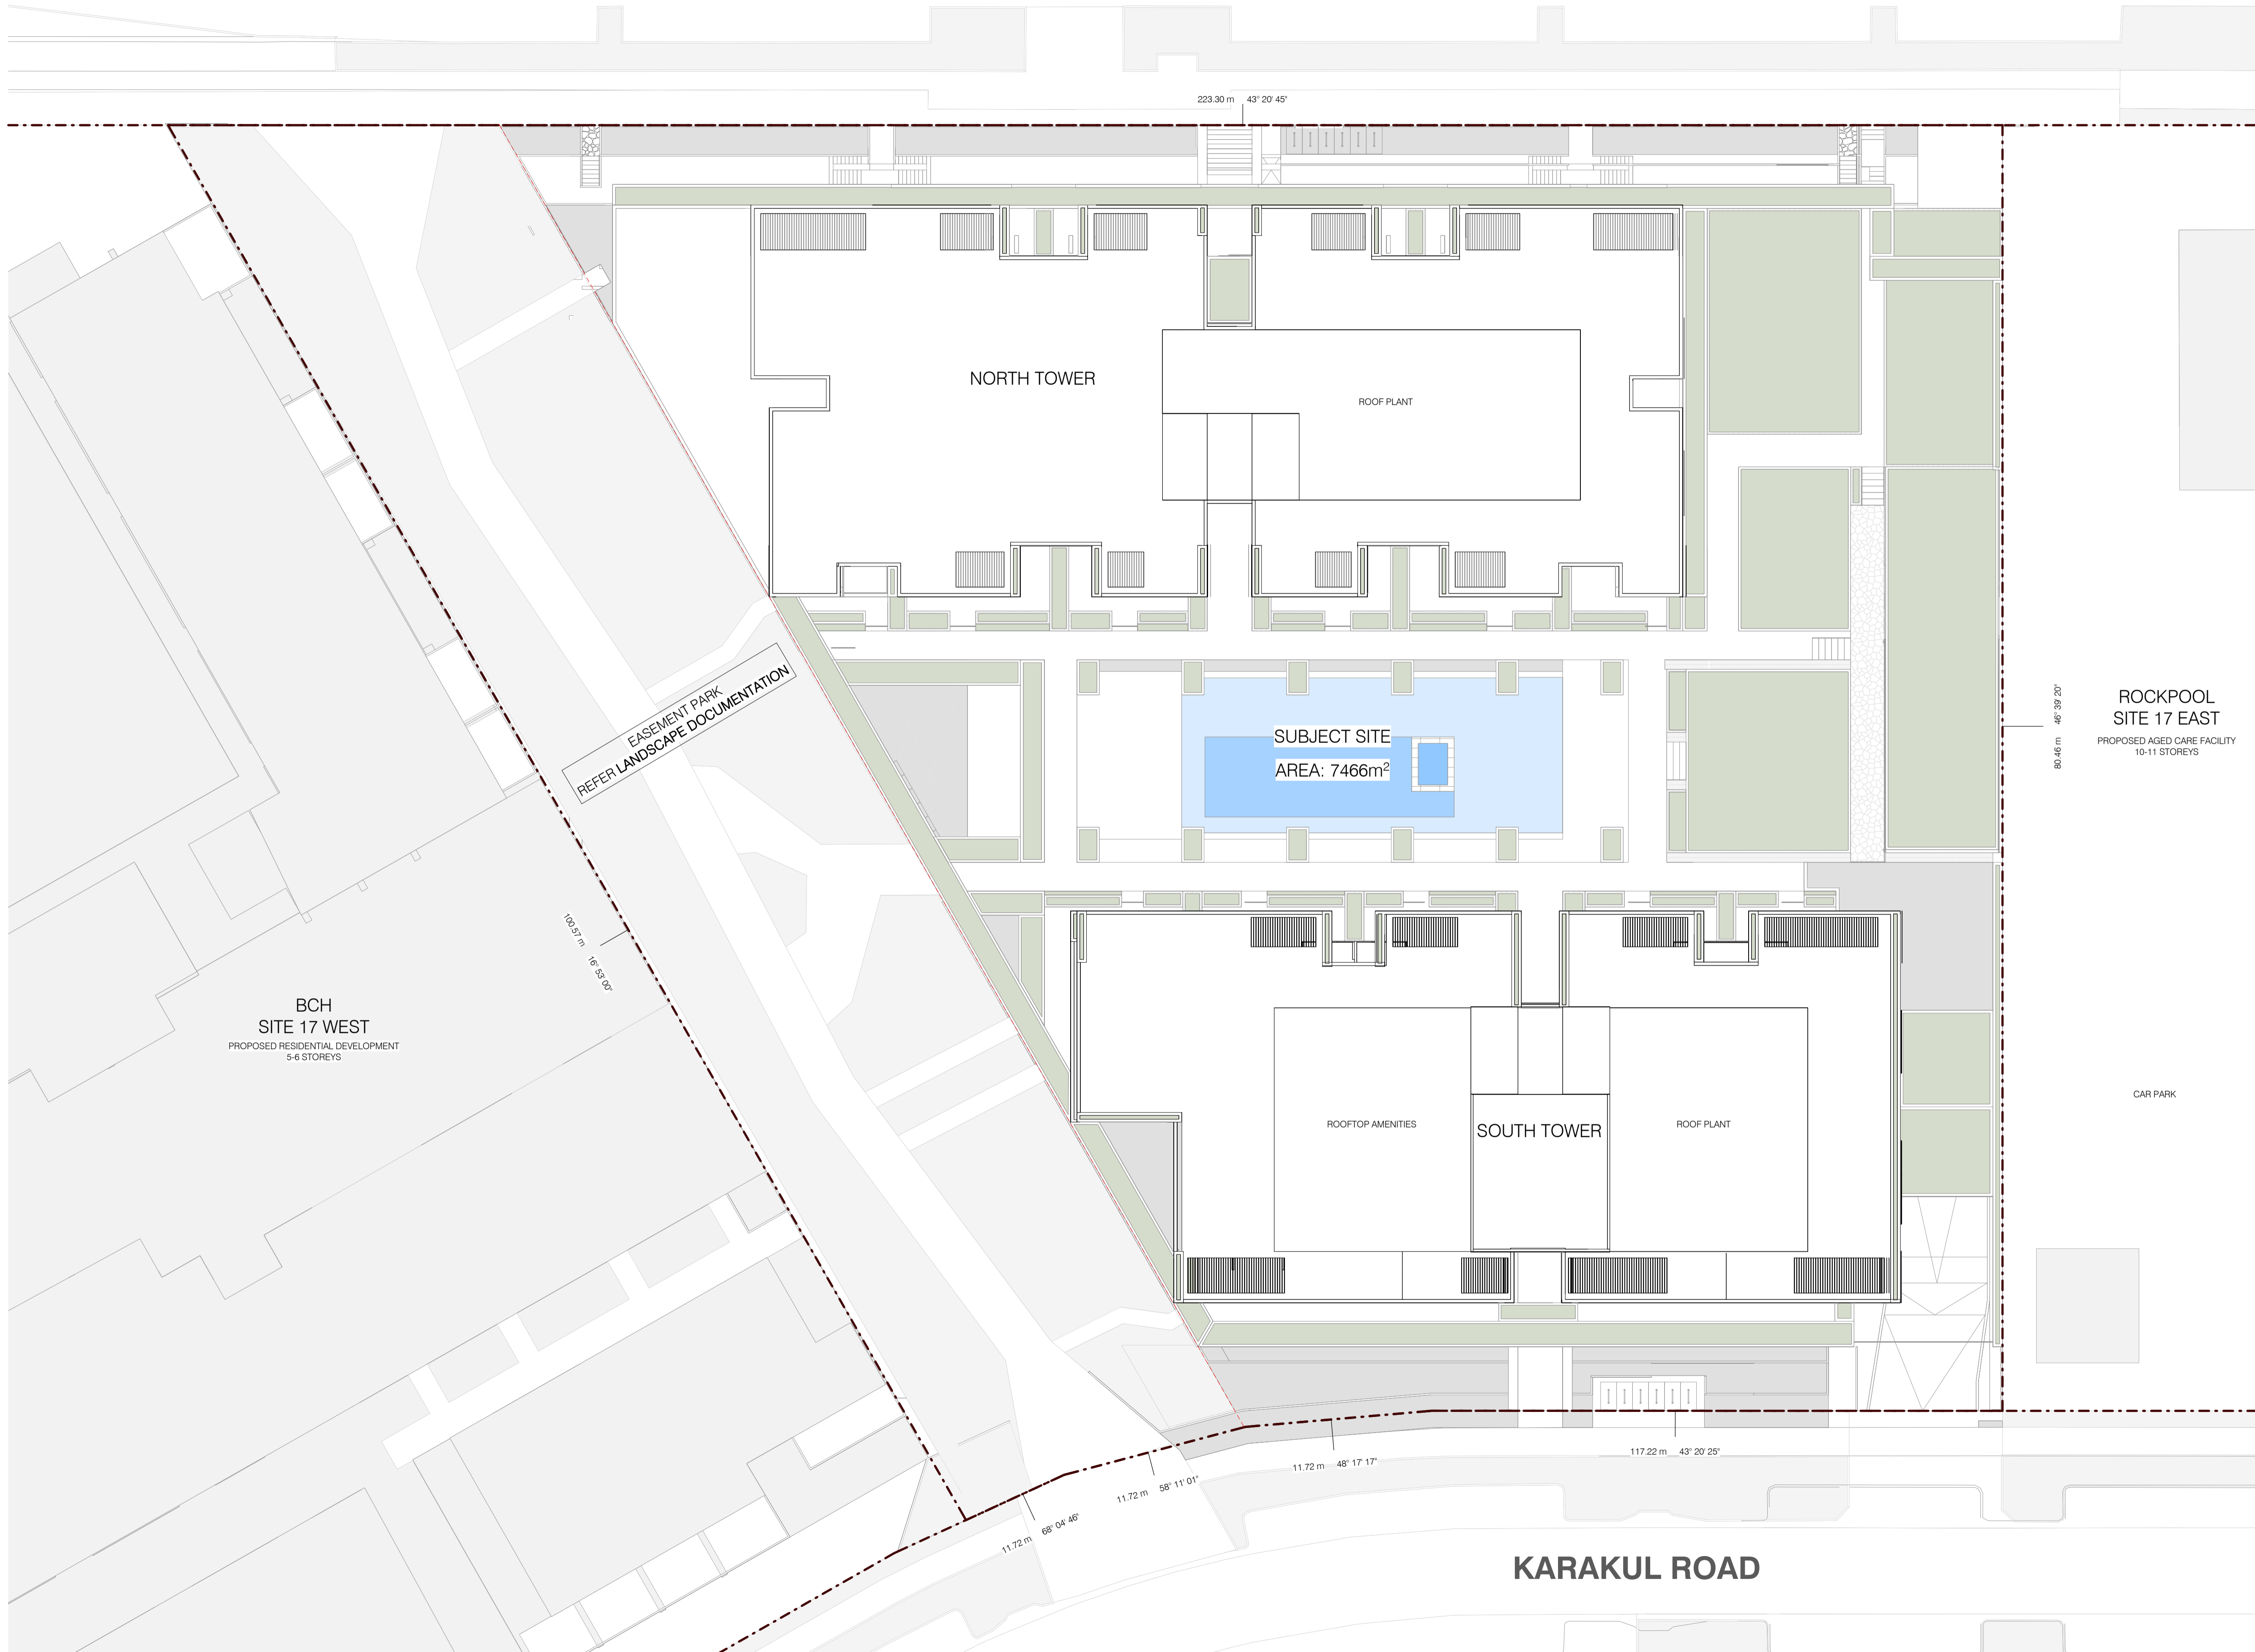 223.30 m 43° 20' 45"
NORTH TOWER
ROOF PLANT
EASEMENT PARK
REFER LANDSCAPE DOCUMENTATION
SUBJECT SITE
AREA: 7466m²
80.46 m 46° 39' 20"
ROCKPOOL
SITE 17 EAST
PROPOSED AGED CARE FACILITY
10-11 STOREYS
100.57 m 16° 53' 00"
BCH
SITE 17 WEST
PROPOSED RESIDENTIAL DEVELOPMENT
5-6 STOREYS
CAR PARK
ROOFTOP AMENITIES
SOUTH TOWER
ROOF PLANT
117.22 m 43° 20' 25"
11.72 m 48° 17' 17"
11.72 m 58° 11' 01"
11.72 m 68° 04' 46"
KARAKUL ROAD